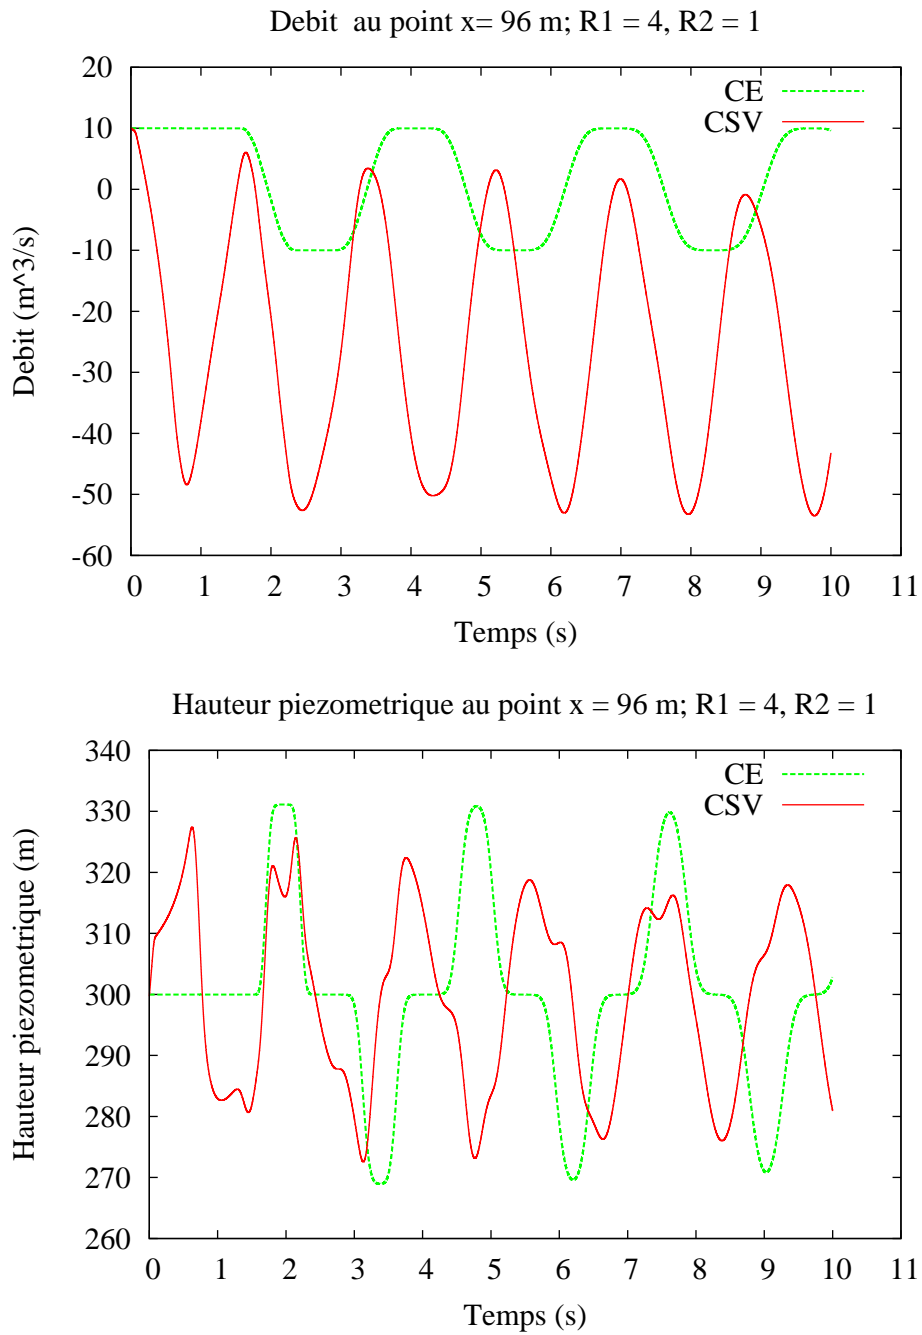 Debit au point x= 96 m; R1 = 4, R2 = 1
20
10
0
-10
-20
-30
-40
-50
-60
Debit (m^3/s)
CE
CSV
0 1 2 3 4 5 6 7 8 9 10 11
Temps (s)
Hauteur piezometrique au point x = 96 m; R1 = 4, R2 = 1
340
330
320
310
300
290
280
270
260
Hauteur piezometrique (m)
CE
CSV
0 1 2 3 4 5 6 7 8 9 10 11
Temps (s)